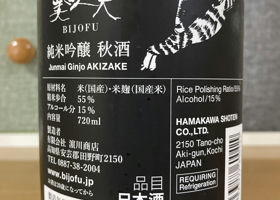 美丈夫
BIJOFU
純米吟醸 秋酒
Junmai Ginjo AKIZAKE
原材料名 米(国産)・米麹(国産米)
精米歩合 55%
アルコール分 15%
内容量 720ml
製造者
有限会社 濵川商店
高知県安芸郡田野町2150
www.bijofu.jp
品目
日本酒
Rice Polishing Ratio/55%
Alcohol/15%
HAMAKAWA SHOTEN
CO.,LTD.
2150 Tano-cho
Aki-gun, Kochi
JAPAN
REQUIRING
Refrigeration